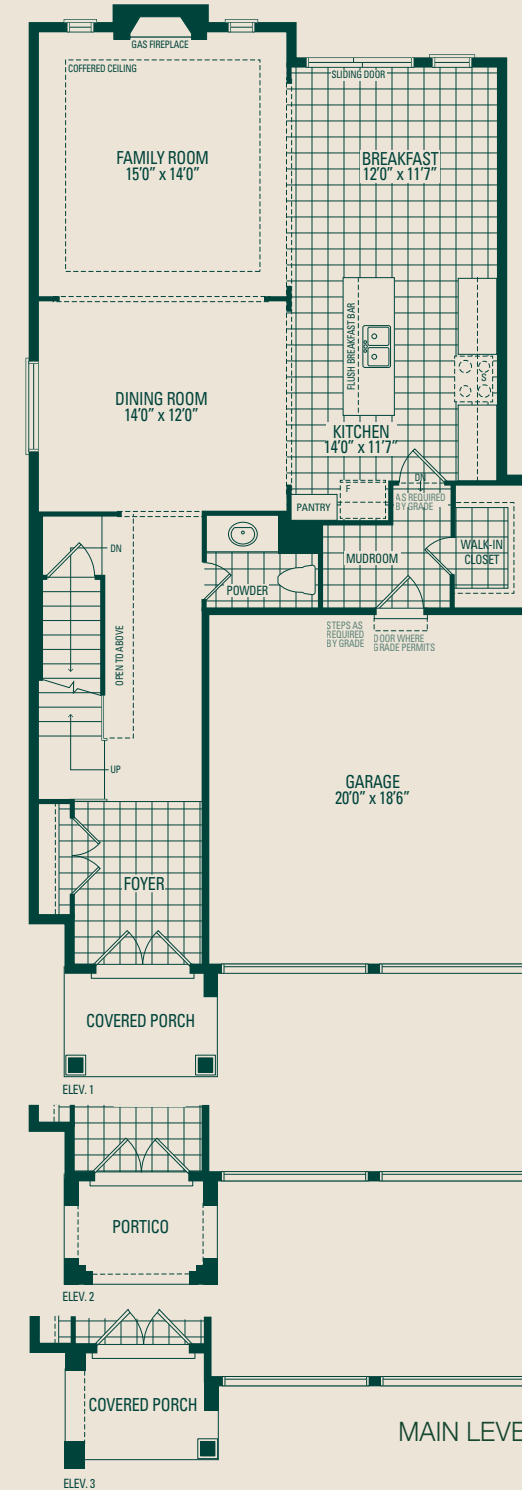 GAS FIREPLACE
COFFERED CEILING
SLIDING DOOR
FAMILY ROOM
15'0" x 14'0"
BREAKFAST
12'0" x 11'7"
FLUSH BREAKFAST BAR
S
DINING ROOM
14'0" x 12'0"
KITCHEN
14'0" x 11'7"
DN
F
AS REQUIRED
BY GRADE
PANTRY
DN
MUDROOM
WALK-IN
CLOSET
POWDER
OPEN TO ABOVE
STEPS AS
REQUIRED
BY GRADE
DOOR WHERE
GRADE PERMITS
UP
GARAGE
20'0" x 18'6"
FOYER
COVERED PORCH
ELEV. 1
PORTICO
ELEV. 2
COVERED PORCH
MAIN LEVE
ELEV. 3